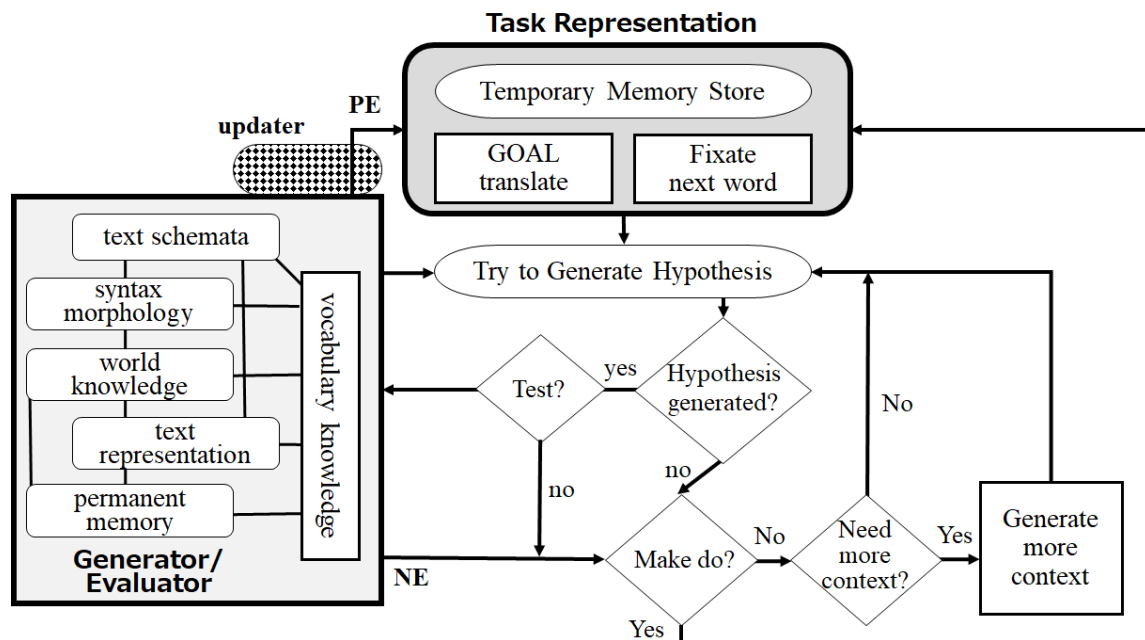 Task Representation
Temporary Memory Store
PE
updater
GOAL
translate
Fixate
next word
text schemata
Try to Generate Hypothesis
syntax
morphology
vocabulary knowledge
world
knowledge
Test?
yes
Hypothesis
generated?
No
text
representation
no
no
permanent
memory
Generator/
Evaluator
NE
Make do?
No
Need
more
context?
Yes
Generate
more
context
Yes